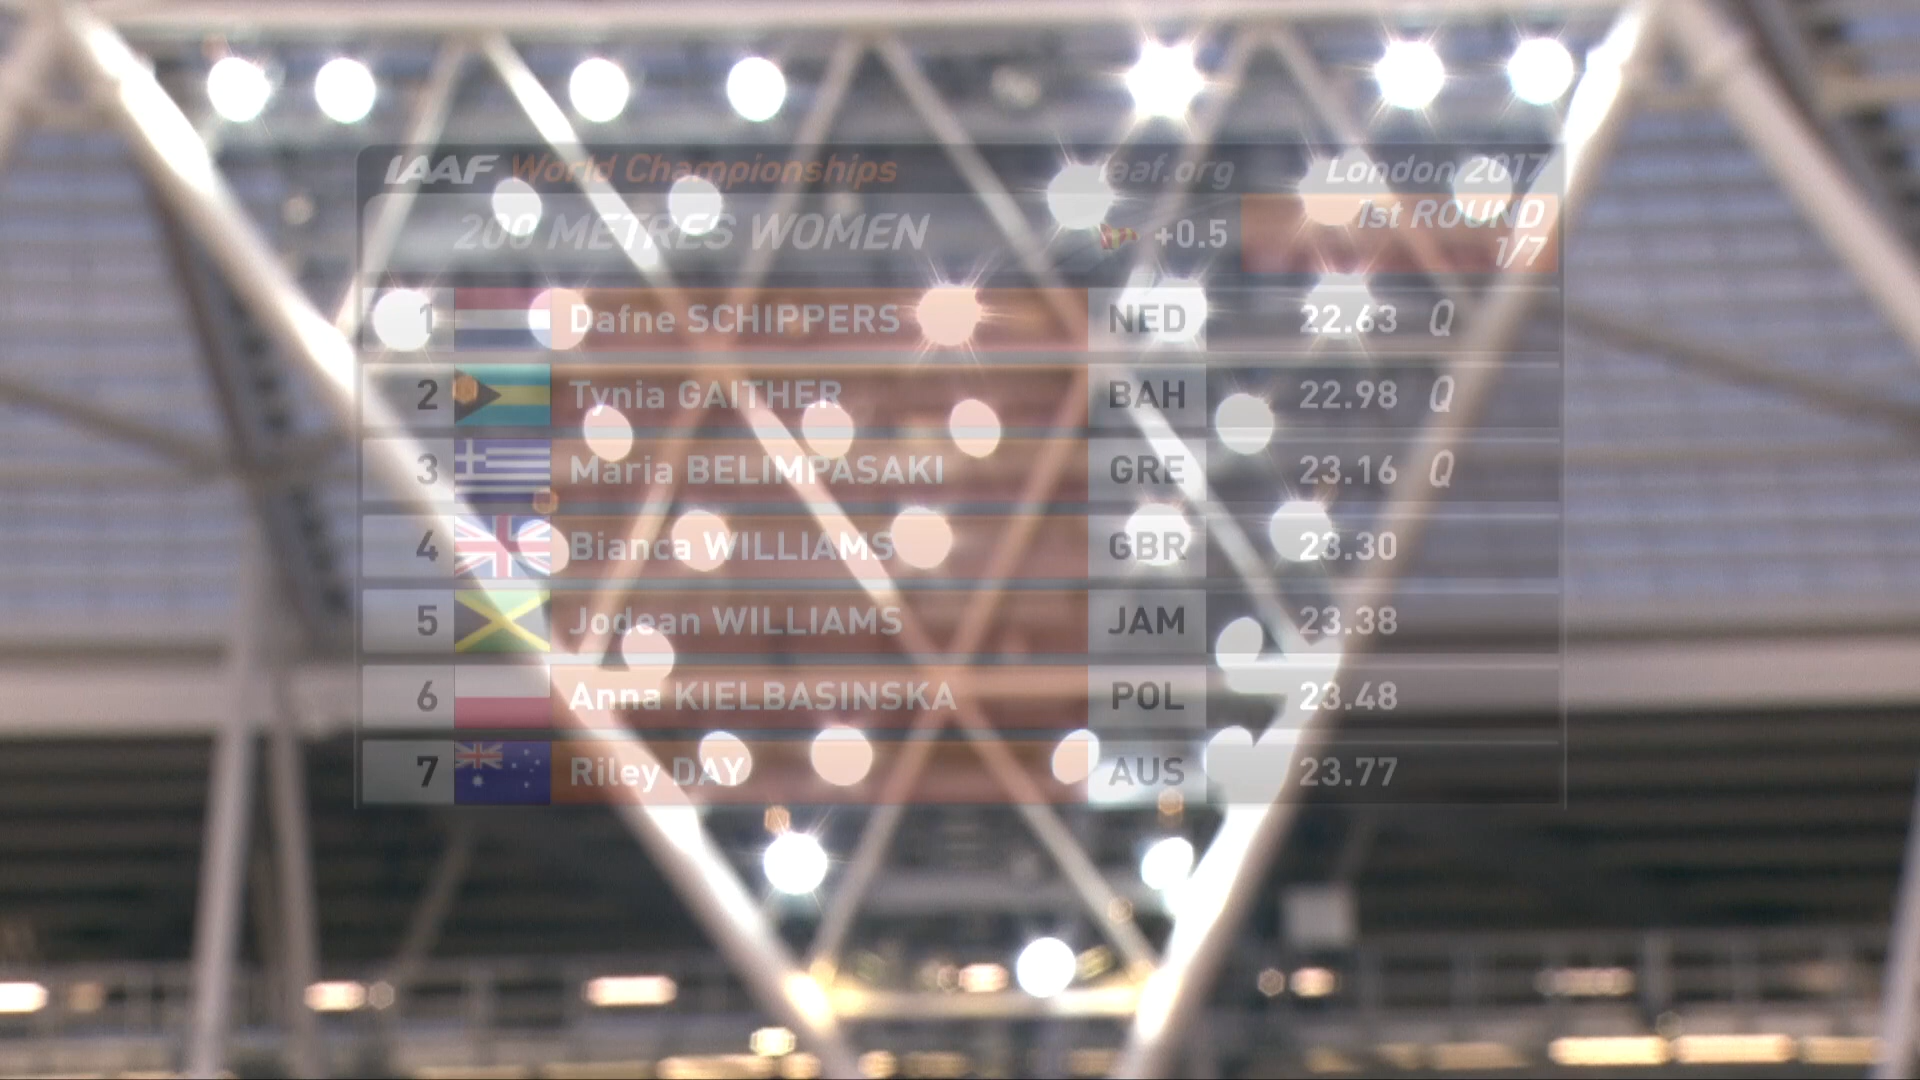 IAAF World Championships iaaf.org London 2017
200 METRES WOMEN +0.5 1st ROUND
1/7
1 Dafne SCHIPPERS NED 22.63 Q
2 Tynia GAITHER BAH 22.98 Q
3 Maria BELIMPASAKI GRE 23.16 Q
4 Bianca WILLIAMS GBR 23.30
5 Jodean WILLIAMS JAM 23.38
6 Anna KIELBASINSKA POL 23.48
7 Riley DAY AUS 23.77